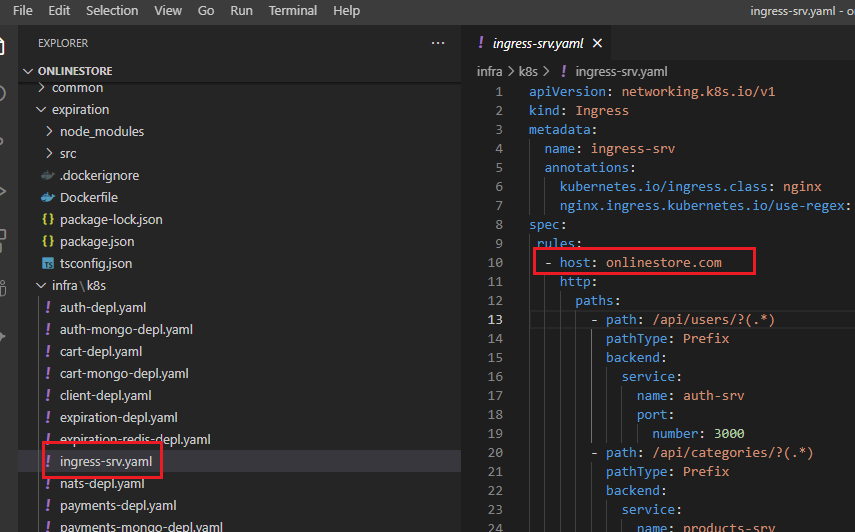 File Edit Selection View Go Run Terminal Help
ingress-srv.yaml - o
EXPLORER
ONLINESTORE
common
expiration
node_modules
src
.dockerignore
Dockerfile
package-lock.json
package.json
tsconfig.json
infra\k8s
auth-depl.yaml
auth-mongo-depl.yaml
cart-depl.yaml
cart-mongo-depl.yaml
client-depl.yaml
expiration-depl.yaml
expiration-redis-depl.yaml
ingress-srv.yaml
nats-depl.yaml
payments-depl.yaml
payments-mongo-depl.yaml
ingress-srv.yaml
infra > k8s > ! ingress-srv.yaml
1 apiVersion: networking.k8s.io/v1
2 kind: Ingress
3 metadata:
4 name: ingress-srv
5 annotations:
6 kubernetes.io/ingress.class: nginx
7 nginx.ingress.kubernetes.io/use-regex:
8 spec:
9 rules:
10 - host: onlinestore.com
11 http:
12 paths:
13 - path: /api/users/?(.*)
14 pathType: Prefix
15 backend:
16 service:
17 name: auth-srv
18 port:
19 number: 3000
20 - path: /api/categories/?(.*)
21 pathType: Prefix
22 backend:
23 service:
24 name: products-srv